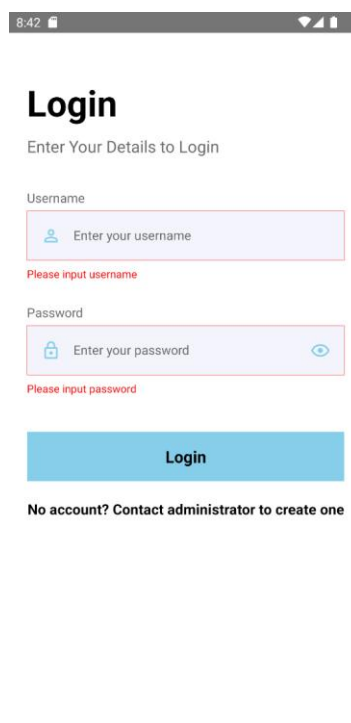 8:42
Login
Enter Your Details to Login
Username
Enter your username
Please input username
Password
Enter your password
Please input password
Login
No account? Contact administrator to create one